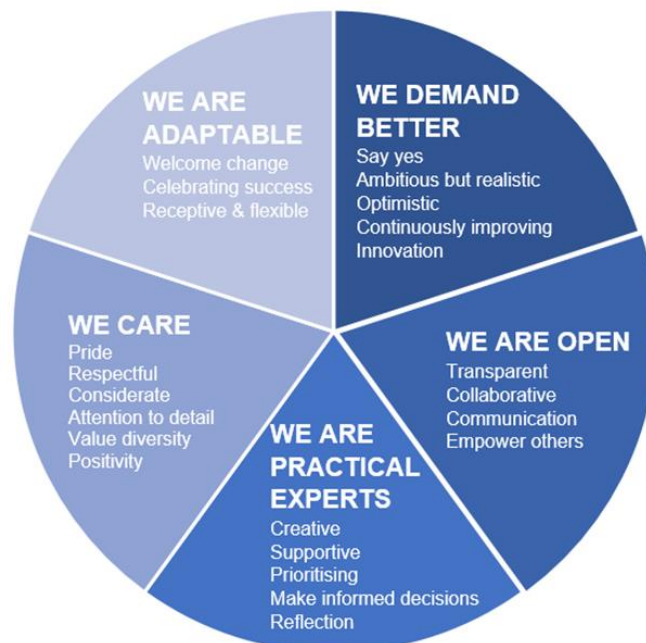 WE ARE
ADAPTABLE
Welcome change
Celebrating success
Receptive & flexible
WE DEMAND
BETTER
Say yes
Ambitious but realistic
Optimistic
Continuously improving
Innovation
WE CARE
Pride
Respectful
Considerate
Attention to detail
Value diversity
Positivity
WE ARE OPEN
Transparent
Collaborative
Communication
Empower others
WE ARE
PRACTICAL
EXPERTS
Creative
Supportive
Prioritising
Make informed decisions
Reflection